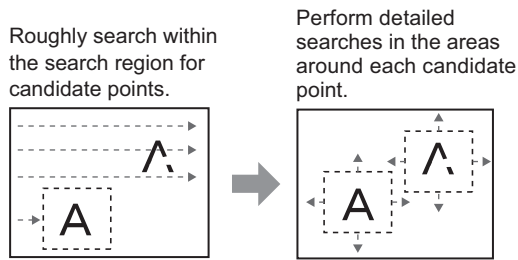 Roughly search within
the search region for
candidate points.
A
Perform detailed
searches in the areas
around each candidate
point.
A